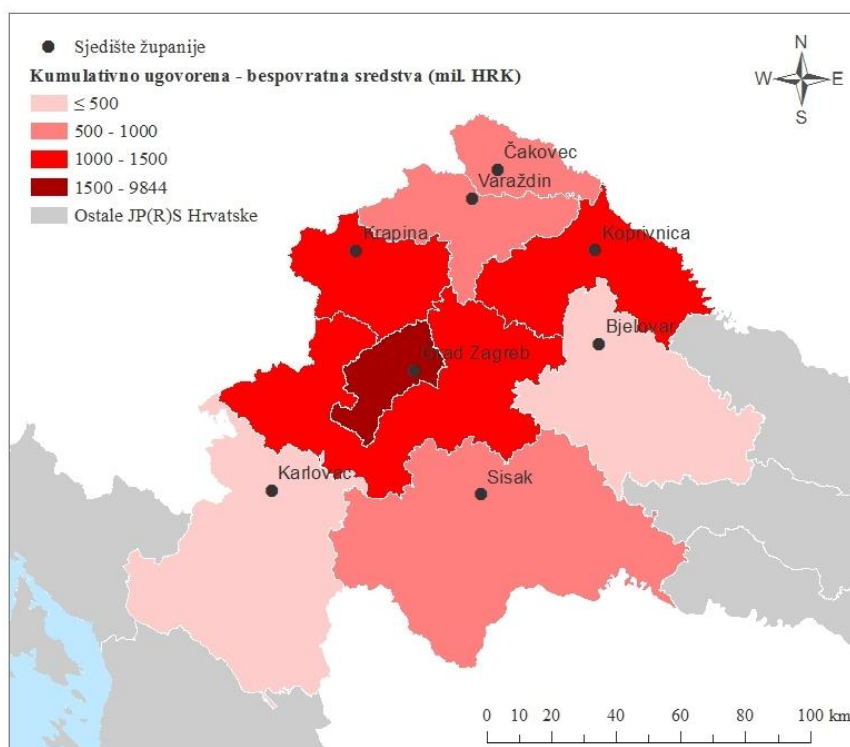 Sjedište županije
Kumulativno ugovorena - bespovratna sredstva (mil. HRK)
≤ 500
500 - 1000
1000 - 1500
1500 - 9844
Ostale JP(R)S Hrvatske
N
W E
S
Čakovec
Varaždin
Krapina
Koprivnica
Bjelovar
Grad Zagreb
Karlovac
Sisak
0 10 20 40 60 80 100 km